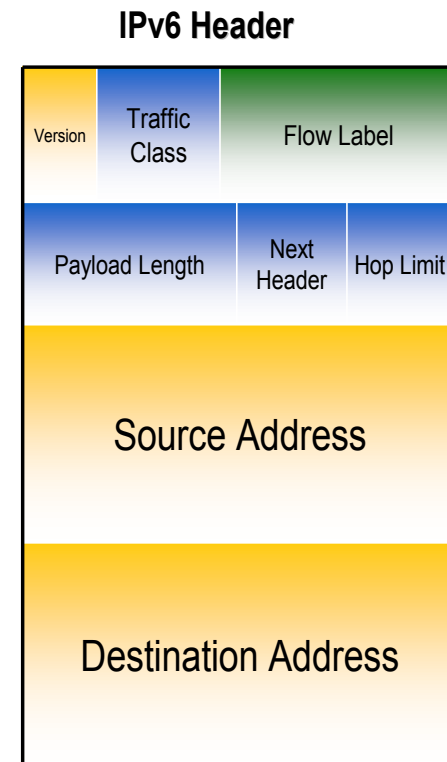 IPv6 Header
Version
Traffic
Class
Flow Label
Payload Length
Next
Header
Hop Limit
Source Address
Destination Address